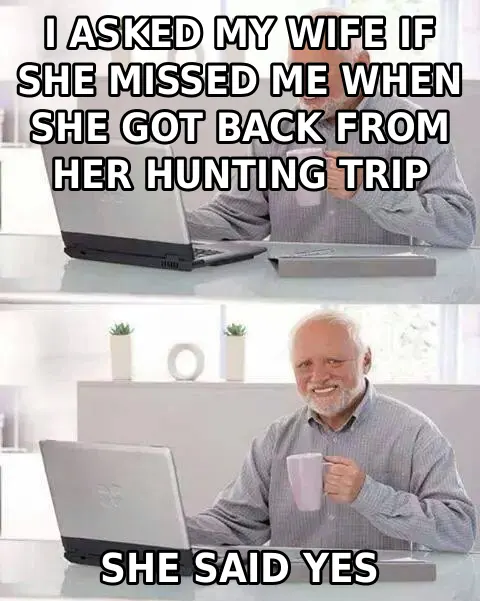 I ASKED MY WIFE IF
SHE MISSED ME WHEN
SHE GOT BACK FROM
HER HUNTING TRIP
SHE SAID YES